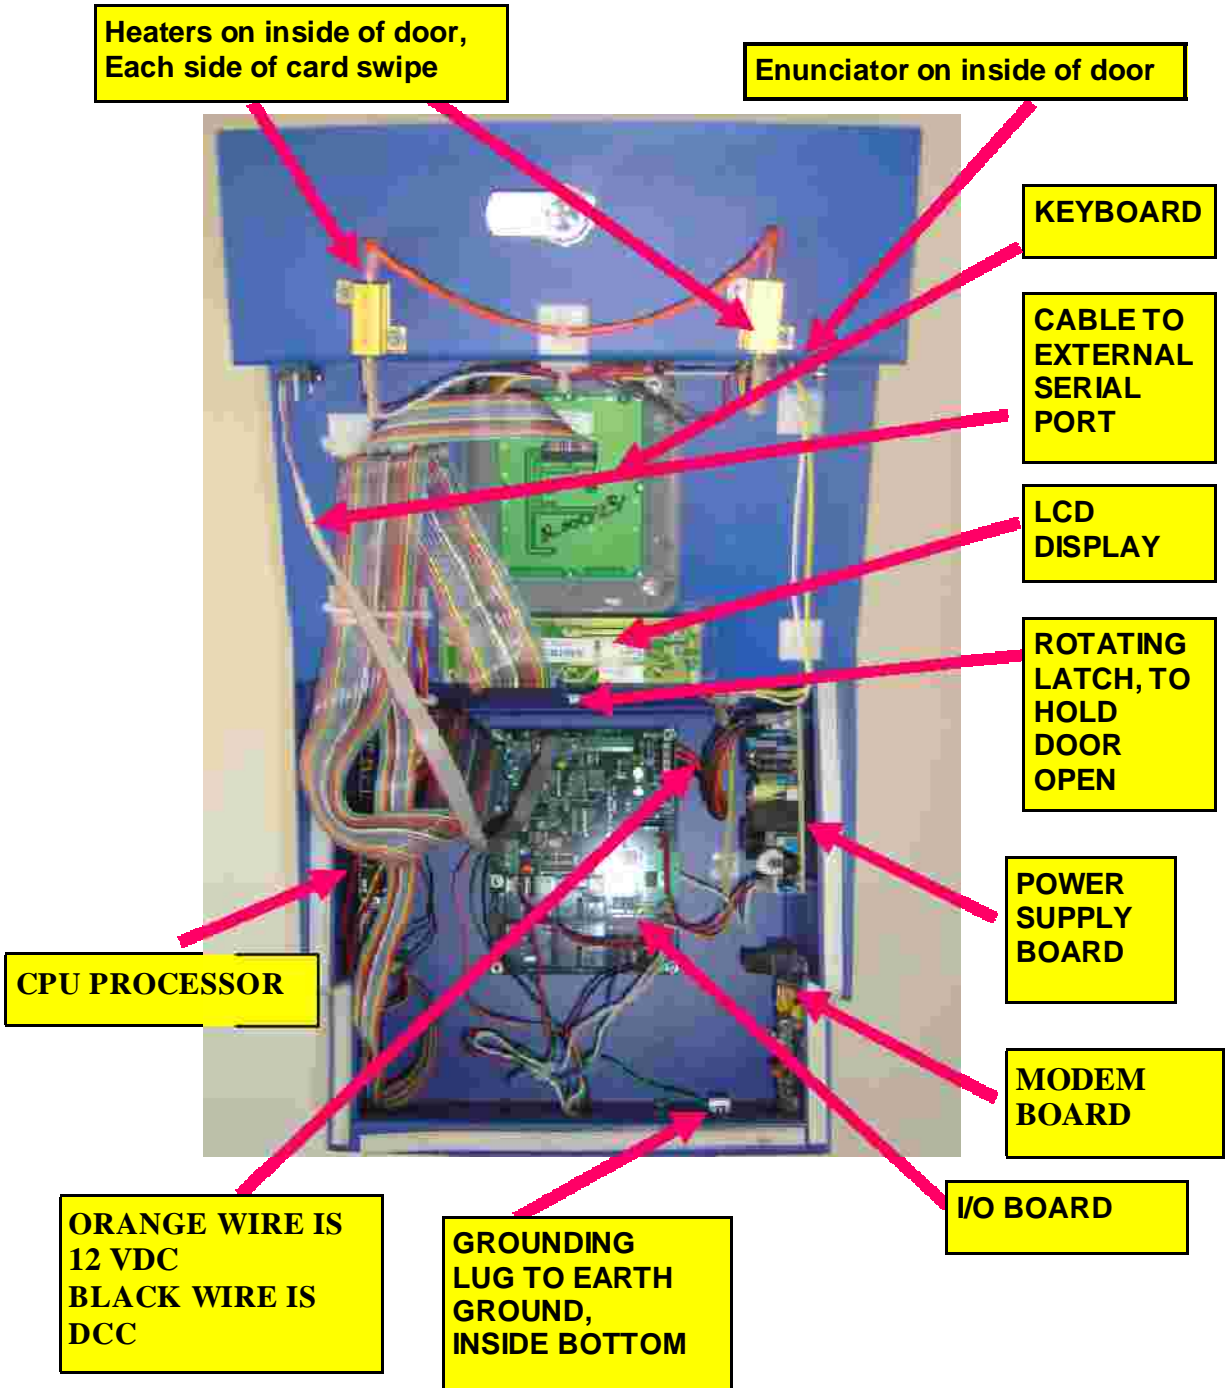 Heaters on inside of door,
Each side of card swipe
Enunciator on inside of door
KEYBOARD
CABLE TO
EXTERNAL
SERIAL
PORT
LCD
DISPLAY
ROTATING
LATCH, TO
HOLD
DOOR
OPEN
POWER
SUPPLY
BOARD
CPU PROCESSOR
MODEM
BOARD
I/O BOARD
ORANGE WIRE IS
12 VDC
BLACK WIRE IS
DCC
GROUNDING
LUG TO EARTH
GROUND,
INSIDE BOTTOM